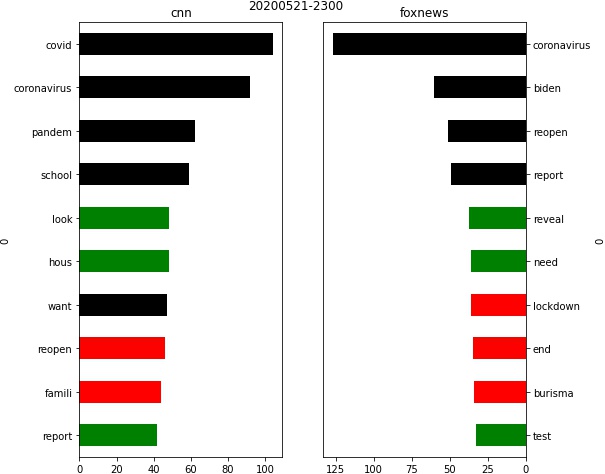 20200521-2300
cnn
foxnews
covid
coronavirus
pandem
school
look
hous
want
reopen
famili
report
0
0 20 40 60 80 100
coronavirus
biden
reopen
report
reveal
need
lockdown
end
burisma
test
0
125 100 75 50 25 0